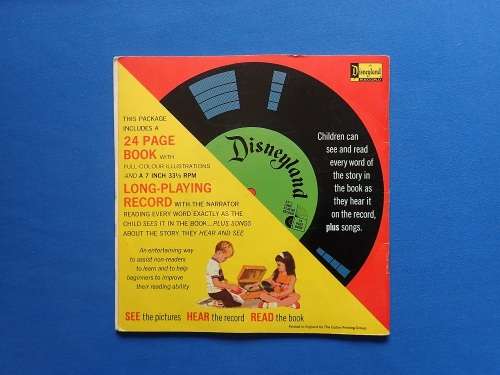 Disneyland
THIS PACKAGE
INCLUDES A
24 PAGE
BOOK WITH
FULL-COLOUR ILLUSTRATIONS
AND A 7 INCH 33⅓ RPM
LONG-PLAYING
RECORD WITH THE NARRATOR
READING EVERY WORD EXACTLY AS THE
CHILD SEES IT IN THE BOOK... PLUS SONGS
ABOUT THE STORY THEY HEAR AND SEE
An entertaining way
to assist non-readers
to learn and to help
beginners to improve
their reading ability
Disneyland
Children can
see and read
every word of
the story in
the book as
they hear it
on the record,
plus songs.
SEE the pictures HEAR the record READ the book